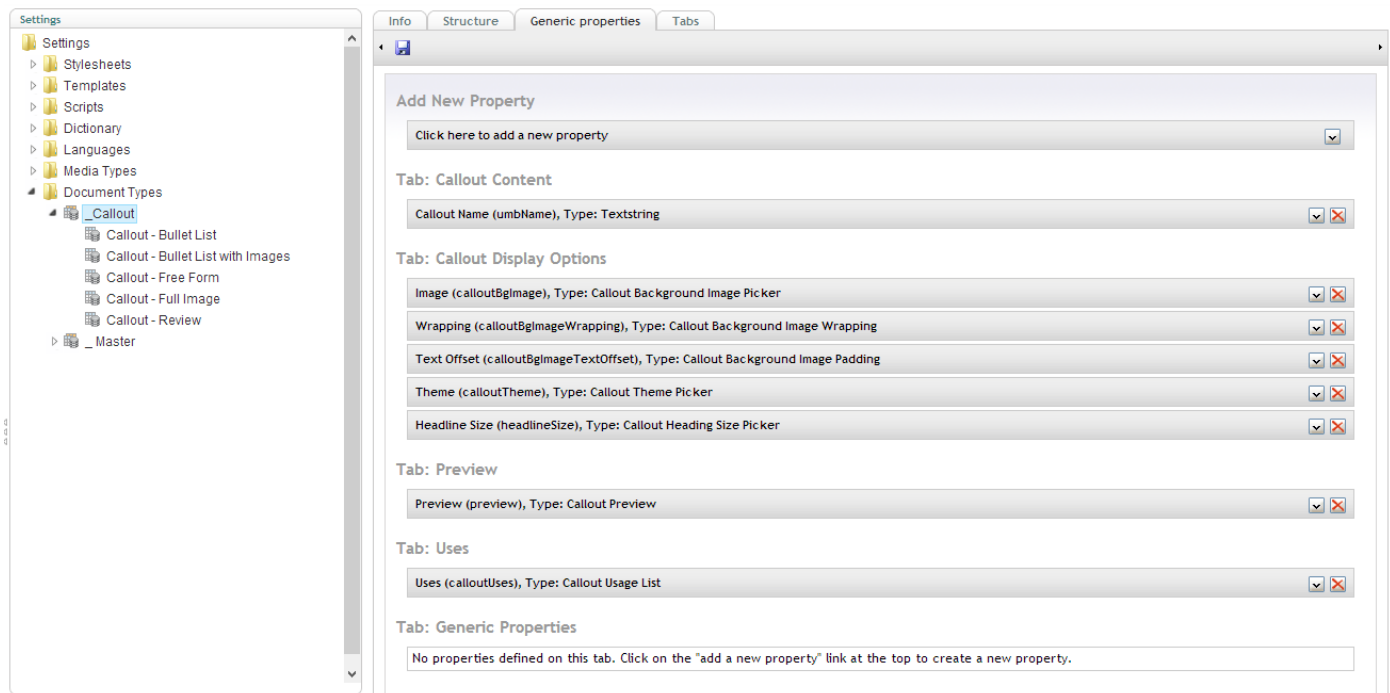 Settings
Settings
Stylesheets
Templates
Scripts
Dictionary
Languages
Media Types
Document Types
_Callout
Callout - Bullet List
Callout - Bullet List with Images
Callout - Free Form
Callout - Full Image
Callout - Review
_ Master
Info Structure Generic properties Tabs
Add New Property
Click here to add a new property
Tab: Callout Content
Callout Name (umbName), Type: Textstring
Tab: Callout Display Options
Image (calloutBgImage), Type: Callout Background Image Picker
Wrapping (calloutBgImageWrapping), Type: Callout Background Image Wrapping
Text Offset (calloutBgImageTextOffset), Type: Callout Background Image Padding
Theme (calloutTheme), Type: Callout Theme Picker
Headline Size (headlineSize), Type: Callout Heading Size Picker
Tab: Preview
Preview (preview), Type: Callout Preview
Tab: Uses
Uses (calloutUses), Type: Callout Usage List
Tab: Generic Properties
No properties defined on this tab. Click on the "add a new property" link at the top to create a new property.